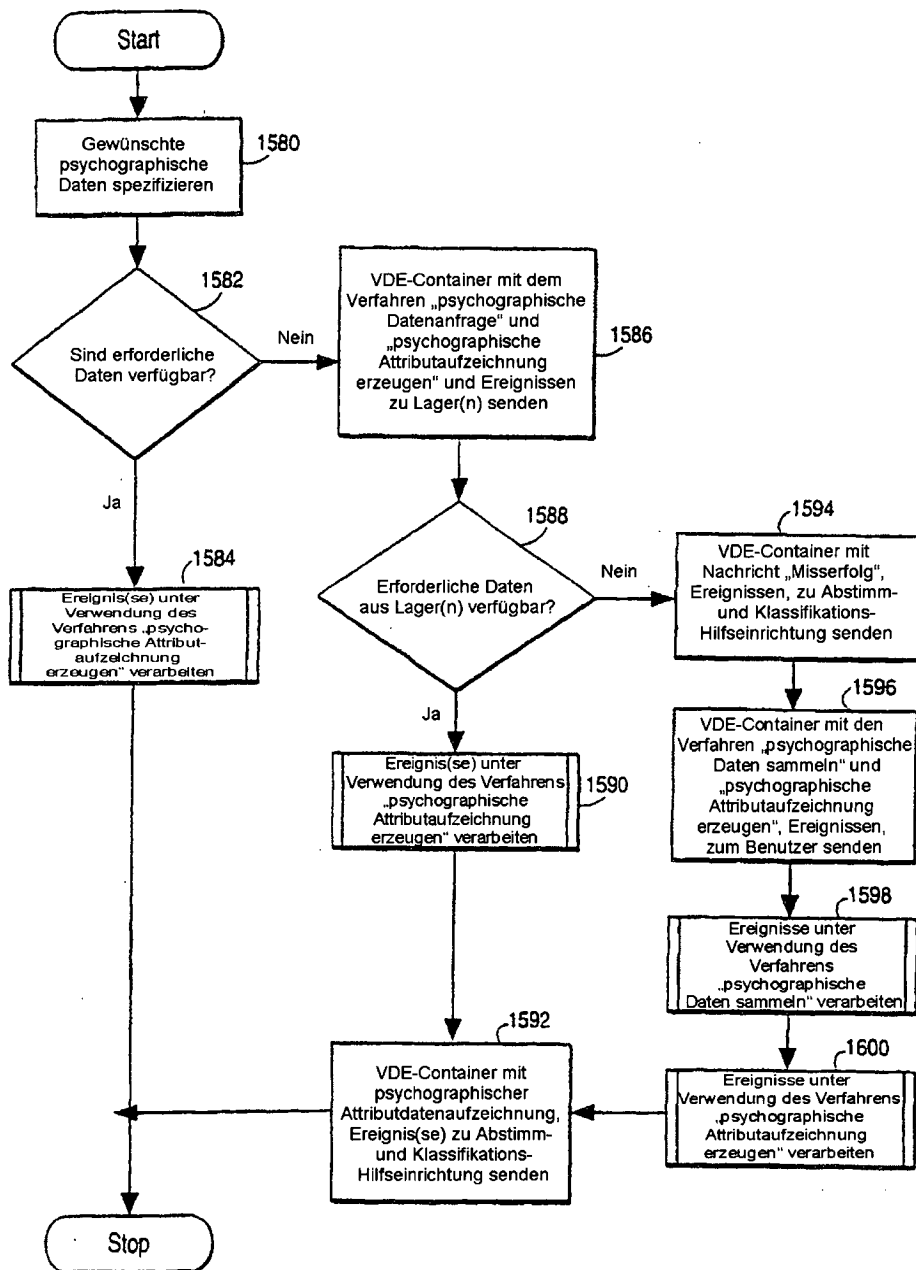 Start
1580
Gewünschte
psychographische
Daten spezifizieren
1582
Sind erforderliche
Daten verfügbar?
Nein
Ja
VDE-Container mit dem
Verfahren „psychographische
Datenanfrage“ und
„psychographische
Attributaufzeichnung
erzeugen“ und Ereignissen
zu Lager(n) senden
1586
1584
Ereignis(se) unter
Verwendung des
Verfahrens „psycho-
graphische Attribut-
aufzeichnung
erzeugen“ verarbeiten
1588
Erforderliche Daten
aus Lager(n) verfügbar?
Nein
Ja
1594
VDE-Container mit
Nachricht „Misserfolg“,
Ereignissen, zu Abstimm-
und Klassifikations-
Hilfseinrichtung senden
1590
Ereignis(se) unter
Verwendung des Verfahrens
„psychographische
Attributaufzeichnung
erzeugen“ verarbeiten
1596
VDE-Container mit den
Verfahren „psychographische
Daten sammeln“ und
„psychographische
Attributaufzeichnung
erzeugen“, Ereignissen,
zum Benutzer senden
1598
Ereignisse unter
Verwendung des
Verfahrens
„psychographische
Daten sammeln“ verarbeiten
1592
VDE-Container mit
psychographischer
Attributdatenaufzeichnung,
Ereignis(se) zu Abstimm-
und Klassifikations-
Hilfseinrichtung senden
1600
Ereignisse unter
Verwendung des Verfahrens
„psychographische
Attributaufzeichnung
erzeugen“ verarbeiten
Stop